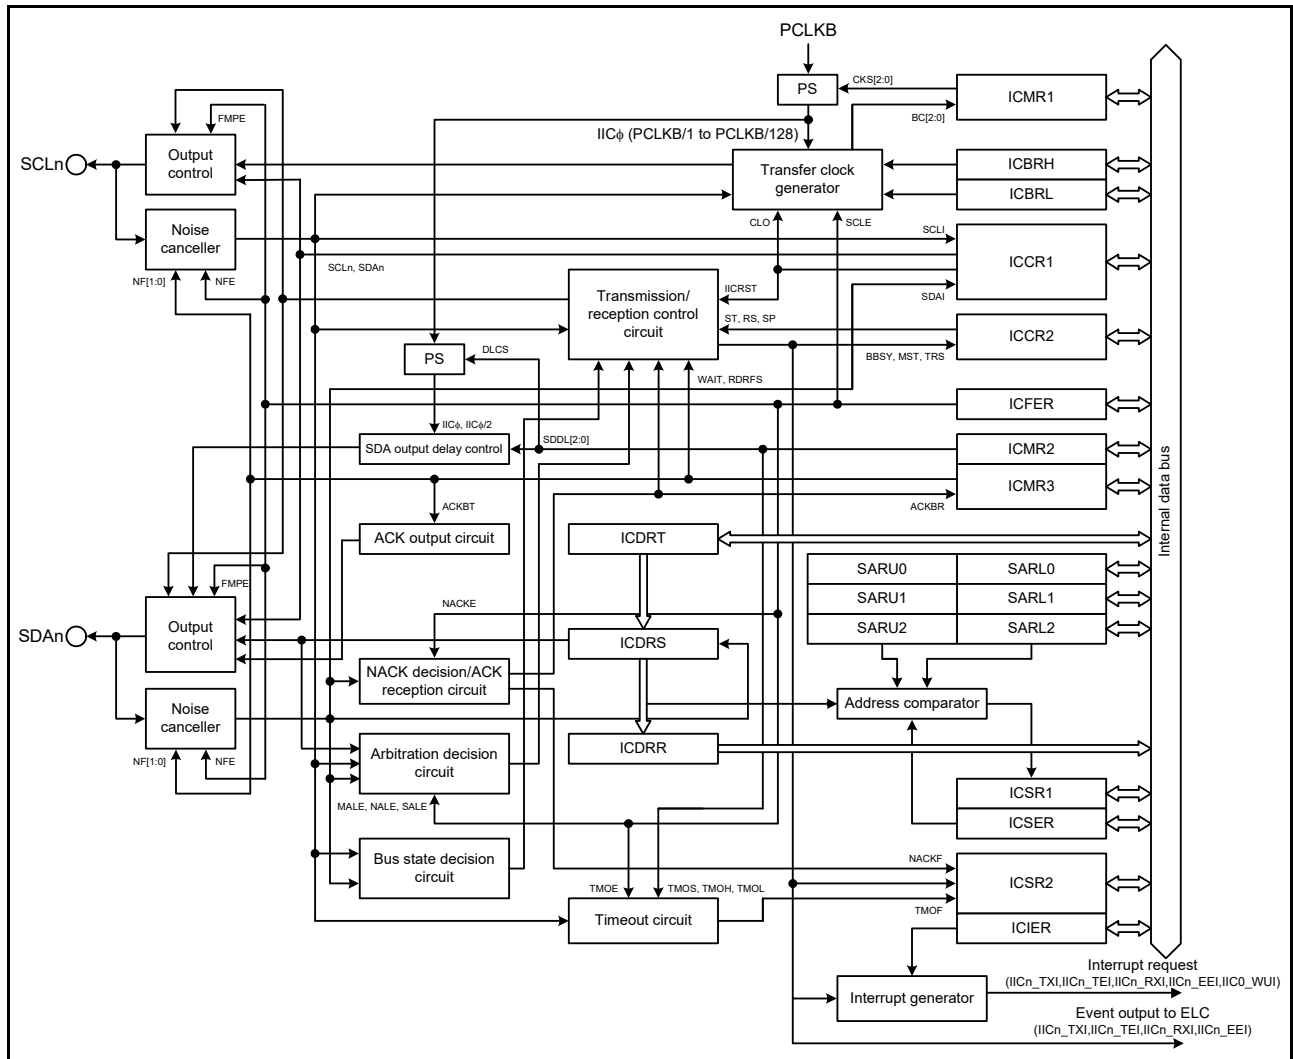 PCLKB
PS
CKS[2:0]
ICMR1
BC[2:0]
FMPE
IICϕ (PCLKB/1 to PCLKB/128)
SCLn
Output
control
Transfer clock
generator
ICBRH
ICBRL
CLO
SCLE
Noise
canceller
SCLI
ICCR1
SCLn, SDAn
NF[1:0]
NFE
Transmission/
reception control
circuit
IICRST
SDAI
ST, RS, SP
ICCR2
BBSY, MST, TRS
PS
DLCS
WAIT, RDRFS
ICFER
IICϕ, IICϕ/2
SDA output delay control
SDDL[2:0]
ICMR2
ICMR3
ACKBT
ACKBR
Internal data bus
ACK output circuit
ICDRT
SARU0
SARL0
FMPE
SARU1
SARL1
NACKE
SDAn
Output
control
ICDRS
SARU2
SARL2
NACK decision/ACK
reception circuit
Address comparator
Noise
canceller
Arbitration decision
circuit
ICDRR
NF[1:0]
NFE
ICSR1
MALE, NALE, SALE
ICSER
Bus state decision
circuit
NACKF
ICSR2
TMOE
TMOS, TMOH, TMOL
TMOF
Timeout circuit
ICIER
Interrupt generator
Interrupt request
(IICn_TXI,IICn_TEI,IICn_RXI,IICn_EEI,IIC0_WUI)
Event output to ELC
(IICn_TXI,IICn_TEI,IICn_RXI,IICn_EEI)